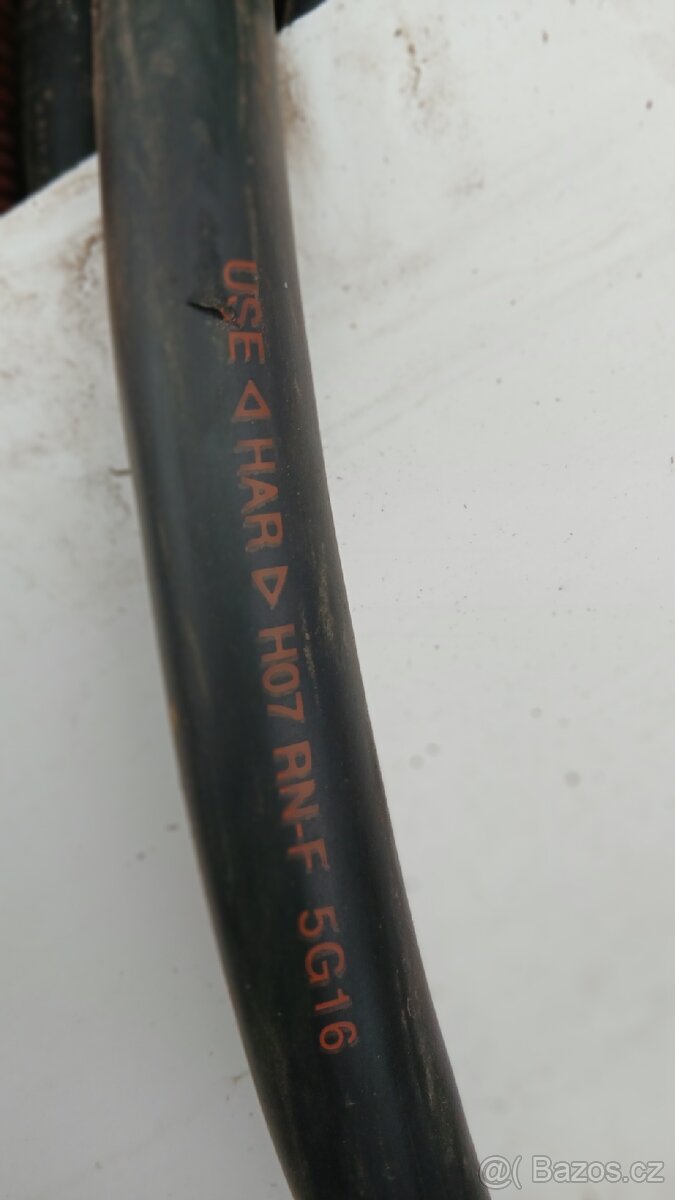 USE ◁ HAR ▷ H07 RN-F 5G16
@( Bazos.cz